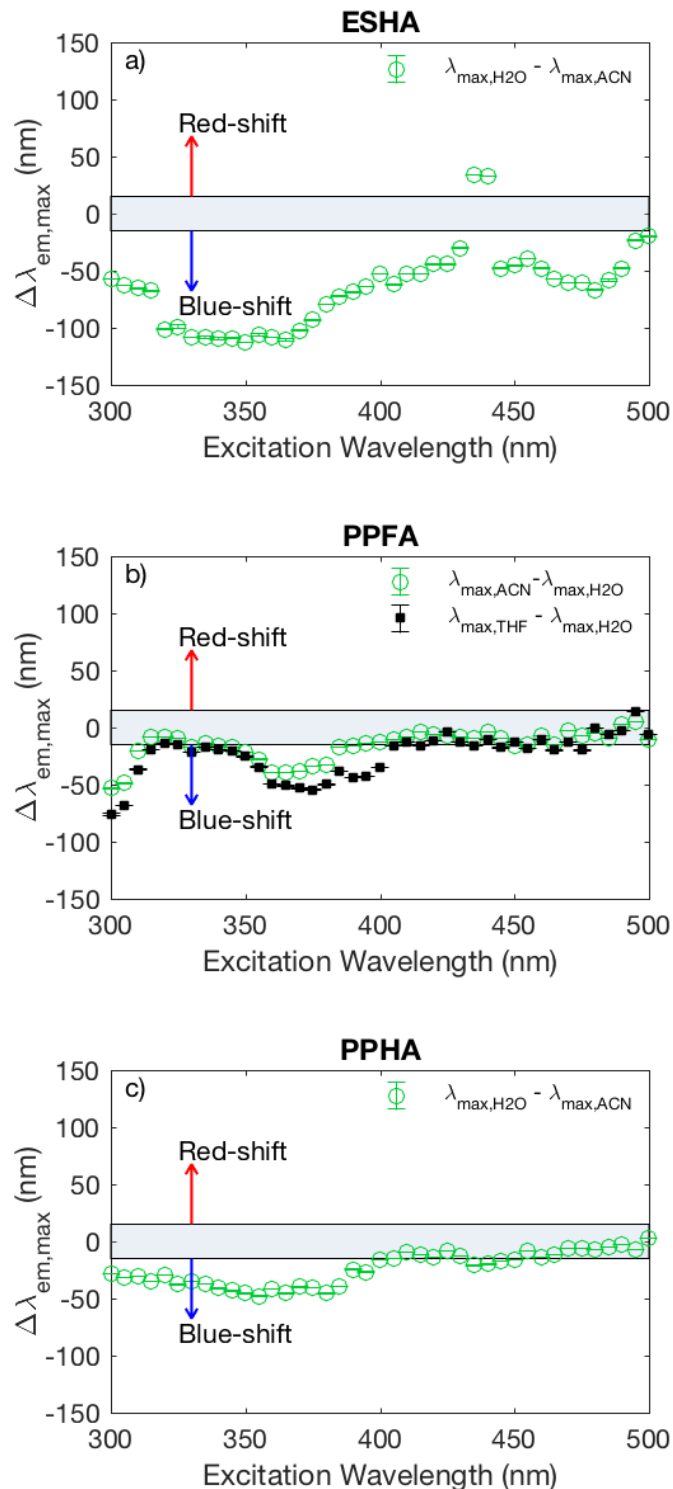 ESHA
a)
λmax,H2O - λmax,ACN
Red-shift
Blue-shift
150
100
50
0
-50
-100
-150
Δλem,max (nm)
300 350 400 450 500
Excitation Wavelength (nm)
PPFA
b)
λmax,ACN-λmax,H2O
λmax,THF - λmax,H2O
Red-shift
Blue-shift
150
100
50
0
-50
-100
-150
Δλem,max (nm)
300 350 400 450 500
Excitation Wavelength (nm)
PPHA
c)
λmax,H2O - λmax,ACN
Red-shift
Blue-shift
150
100
50
0
-50
-100
-150
Δλem,max (nm)
300 350 400 450 500
Excitation Wavelength (nm)